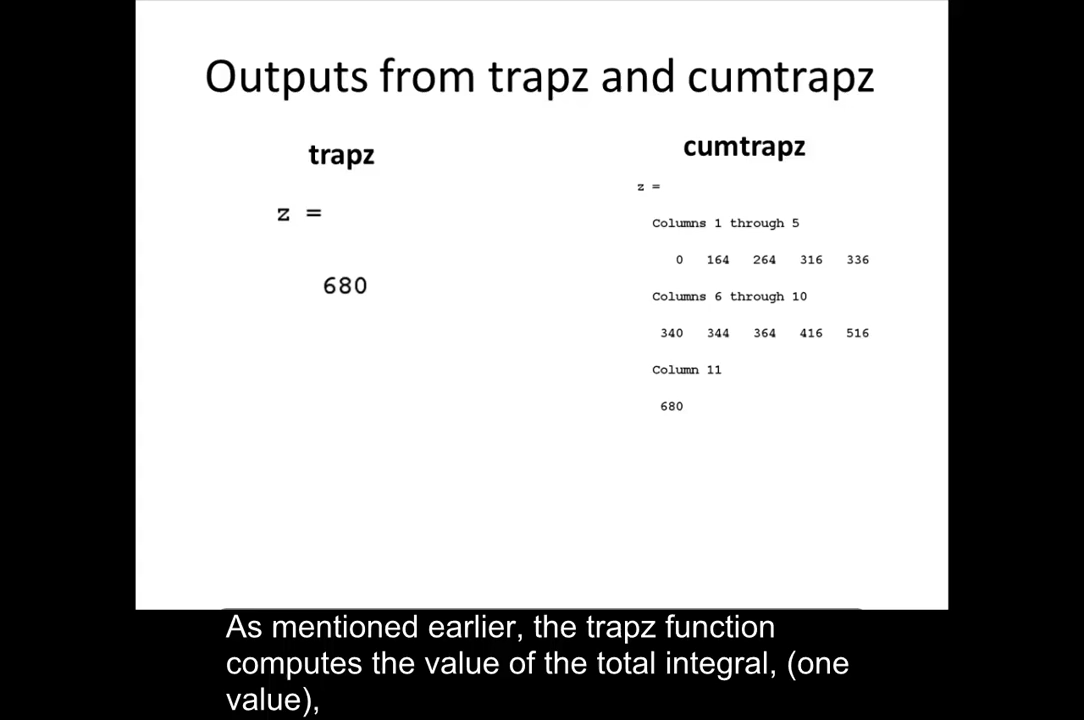 Outputs from trapz and cumtrapz
trapz
z =
680
cumtrapz
z =
Columns 1 through 5
0 164 264 316 336
Columns 6 through 10
340 344 364 416 516
Column 11
680
As mentioned earlier, the trapz function
computes the value of the total integral, (one
value),